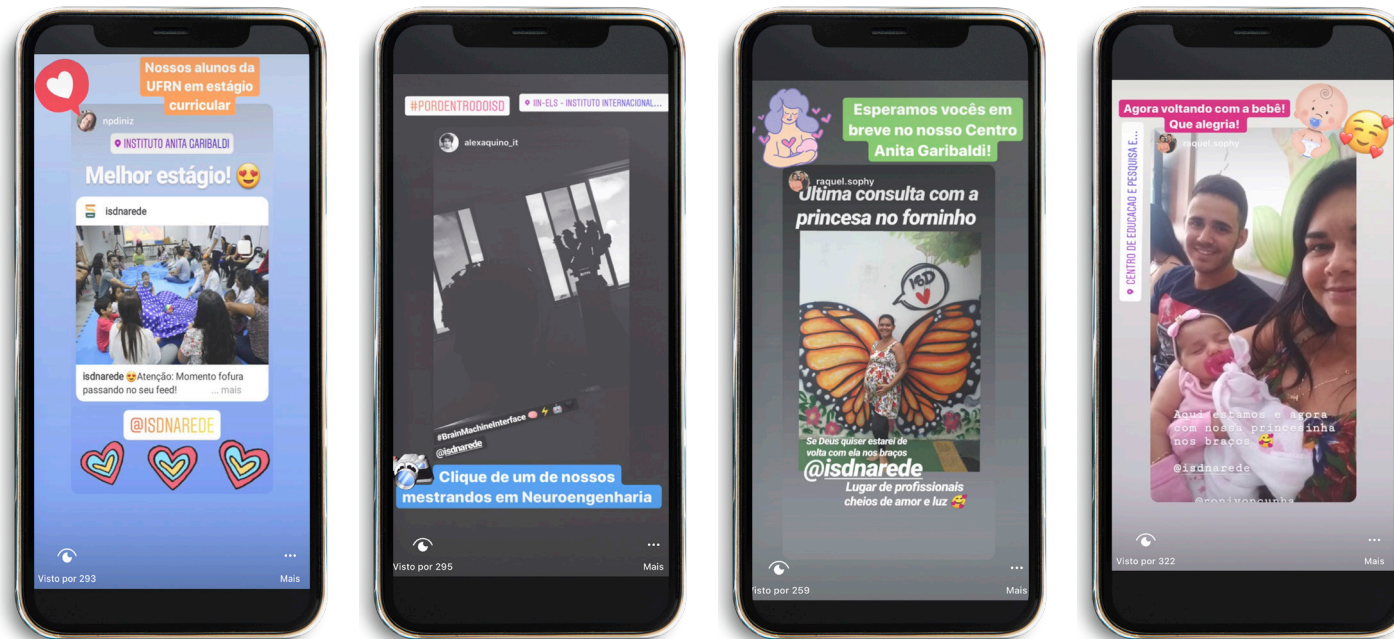 Nossos alunos da
UFRN em estágio
curricular
npdiniz
INSTITUTO ANITA GARIBALDI
Melhor estágio! 😍
isdnarede
isdnarede 😍Atenção: Momento fofura
passando no seu feed! ... mais
@ISDNAREDE
Visto por 293
Mais
#PORDENTRODOISD
IIN-ELS - INSTITUTO INTERNACIONAL...
alexaquino_it
#BrainMachineInterface
@isdnarede
Clique de um de nossos
mestrandos em Neuroengenharia
Visto por 295
Mais
Esperamos vocês em
breve no nosso Centro
Anita Garibaldi!
raquel.sophy
Última consulta com a
princesa no forninho
ISD
Se Deus quiser estarei de
volta com ela nos braços
@isdnarede
Lugar de profissionais
cheios de amor e luz 🥰
Visto por 259
Mais
Agora voltando com a bebê!
Que alegria!
raquel.sophy
CENTRO DE EDUCACAO E PESQUISA E...
Aqui estamos e agora
com nossa princesinha
nos braços 🥰
@isdnarede
@ronivoncunha
Visto por 322
Mais